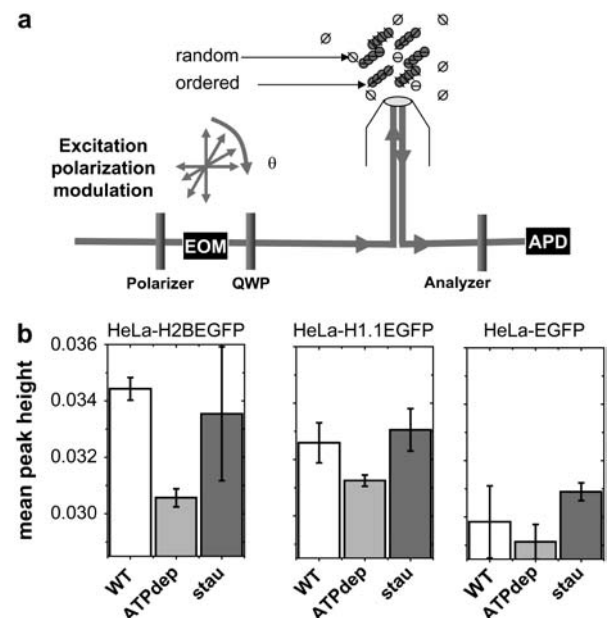 a
random
ordered
Excitation
polarization
modulation
θ
EOM
APD
Polarizer
QWP
Analyzer
b
HeLa-H2BEGFP
HeLa-H1.1EGFP
HeLa-EGFP
mean peak height
0.036
0.034
0.032
0.030
WT
ATPdep
stau
WT
ATPdep
stau
WT
ATPdep
stau